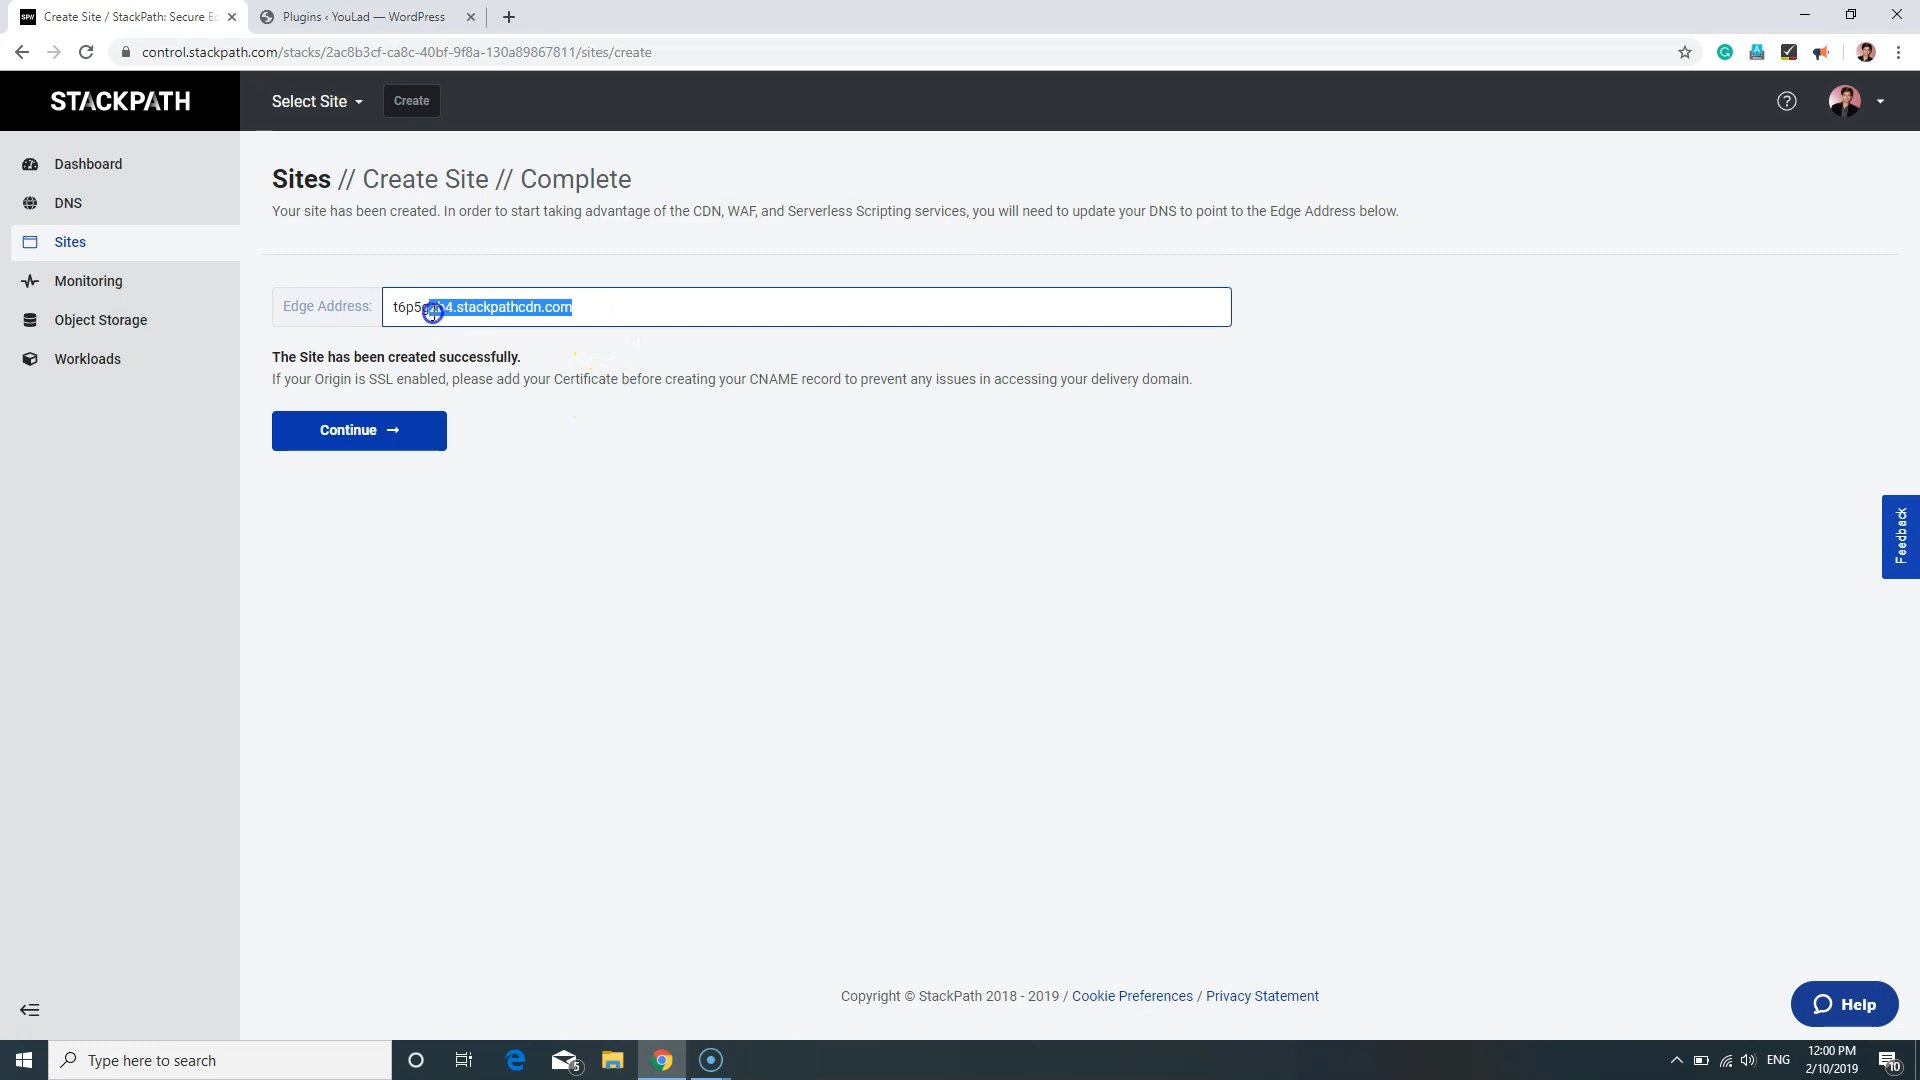 Create Site / StackPath: Secure Ed
Plugins ‹ YouLad — WordPress
control.stackpath.com/stacks/2ac8b3cf-ca8c-40bf-9f8a-130a89867811/sites/create
STACKPATH
Select Site
Create
Dashboard
DNS
Sites
Monitoring
Object Storage
Workloads
Sites // Create Site // Complete
Your site has been created. In order to start taking advantage of the CDN, WAF, and Serverless Scripting services, you will need to update your DNS to point to the Edge Address below.
Edge Address:
The Site has been created successfully.
If your Origin is SSL enabled, please add your Certificate before creating your CNAME record to prevent any issues in accessing your delivery domain.
Continue →
Feedback
Copyright © StackPath 2018 - 2019 / Cookie Preferences / Privacy Statement
Help
Type here to search
5
ENG
12:00 PM
2/10/2019
10